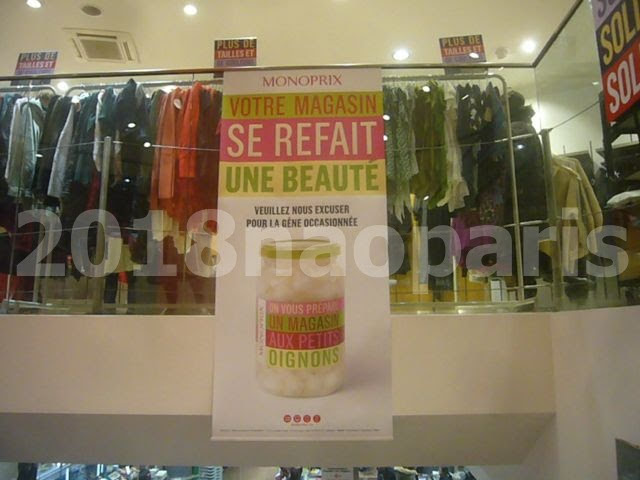 PLUS DE
TAILLES ET
PLUS DE
TAILLES ET
PLUS DE
TAILLES ET
SOL
SOL
MONOPRIX
VOTRE MAGASIN
SE REFAIT
UNE BEAUTÉ
VEUILLEZ NOUS EXCUSER
POUR LA GÊNE OCCASIONNÉE
2018naoparis
MONOPRIX
ON VOUS PRÉPARE
UN MAGASIN
AUX PETITS
OIGNONS